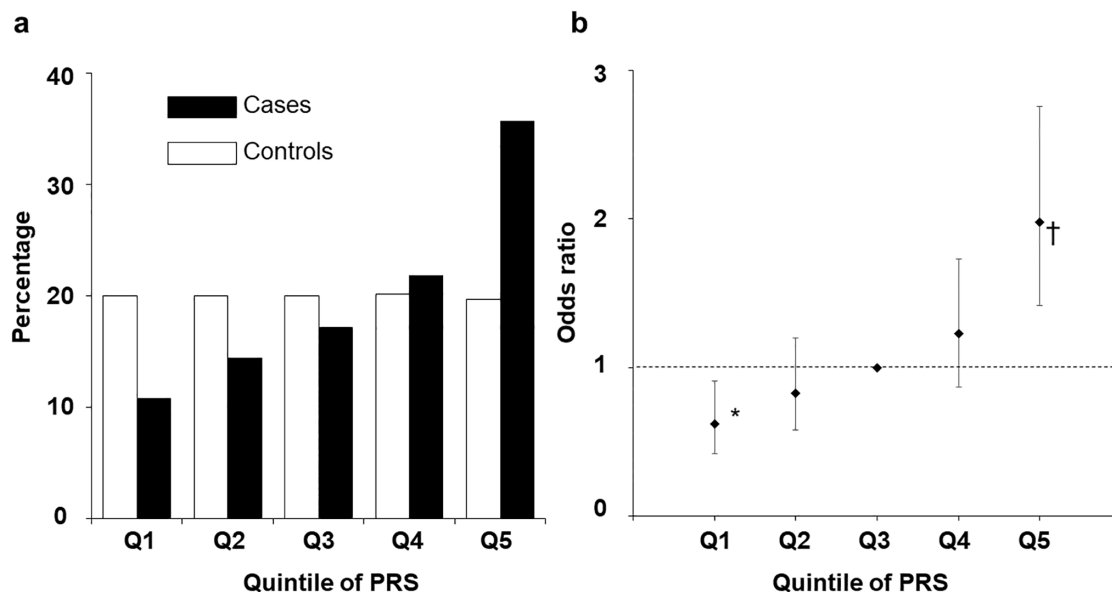 a
40
30
20
10
0
Percentage
Cases
Controls
Q1 Q2 Q3 Q4 Q5
Quintile of PRS
b
3
2
1
0
Odds ratio
*
†
Q1 Q2 Q3 Q4 Q5
Quintile of PRS